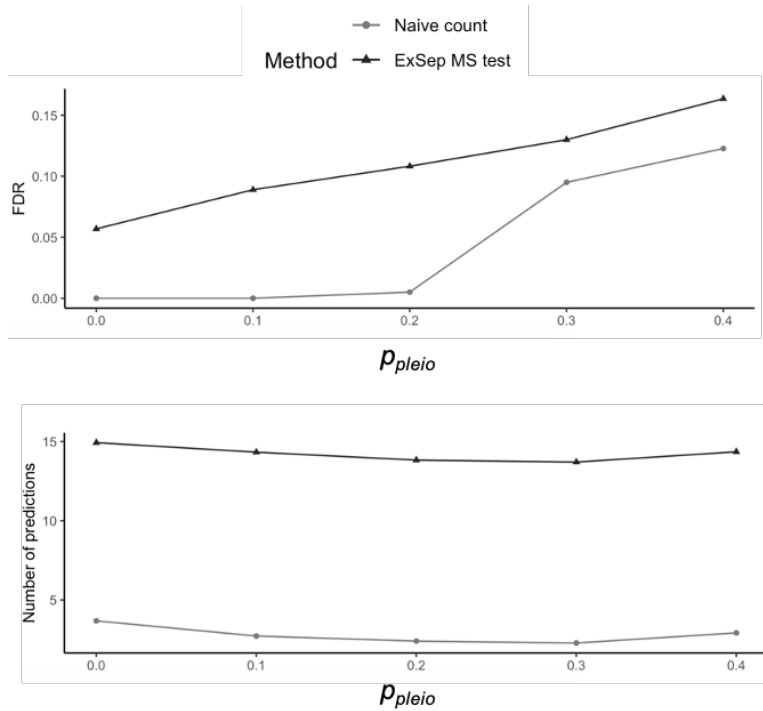 Naive count
Method ExSep MS test
FDR
0.15
0.10
0.05
0.00
0.0 0.1 0.2 0.3 0.4
p_pleio
Number of predictions
15
10
5
0.0 0.1 0.2 0.3 0.4
p_pleio